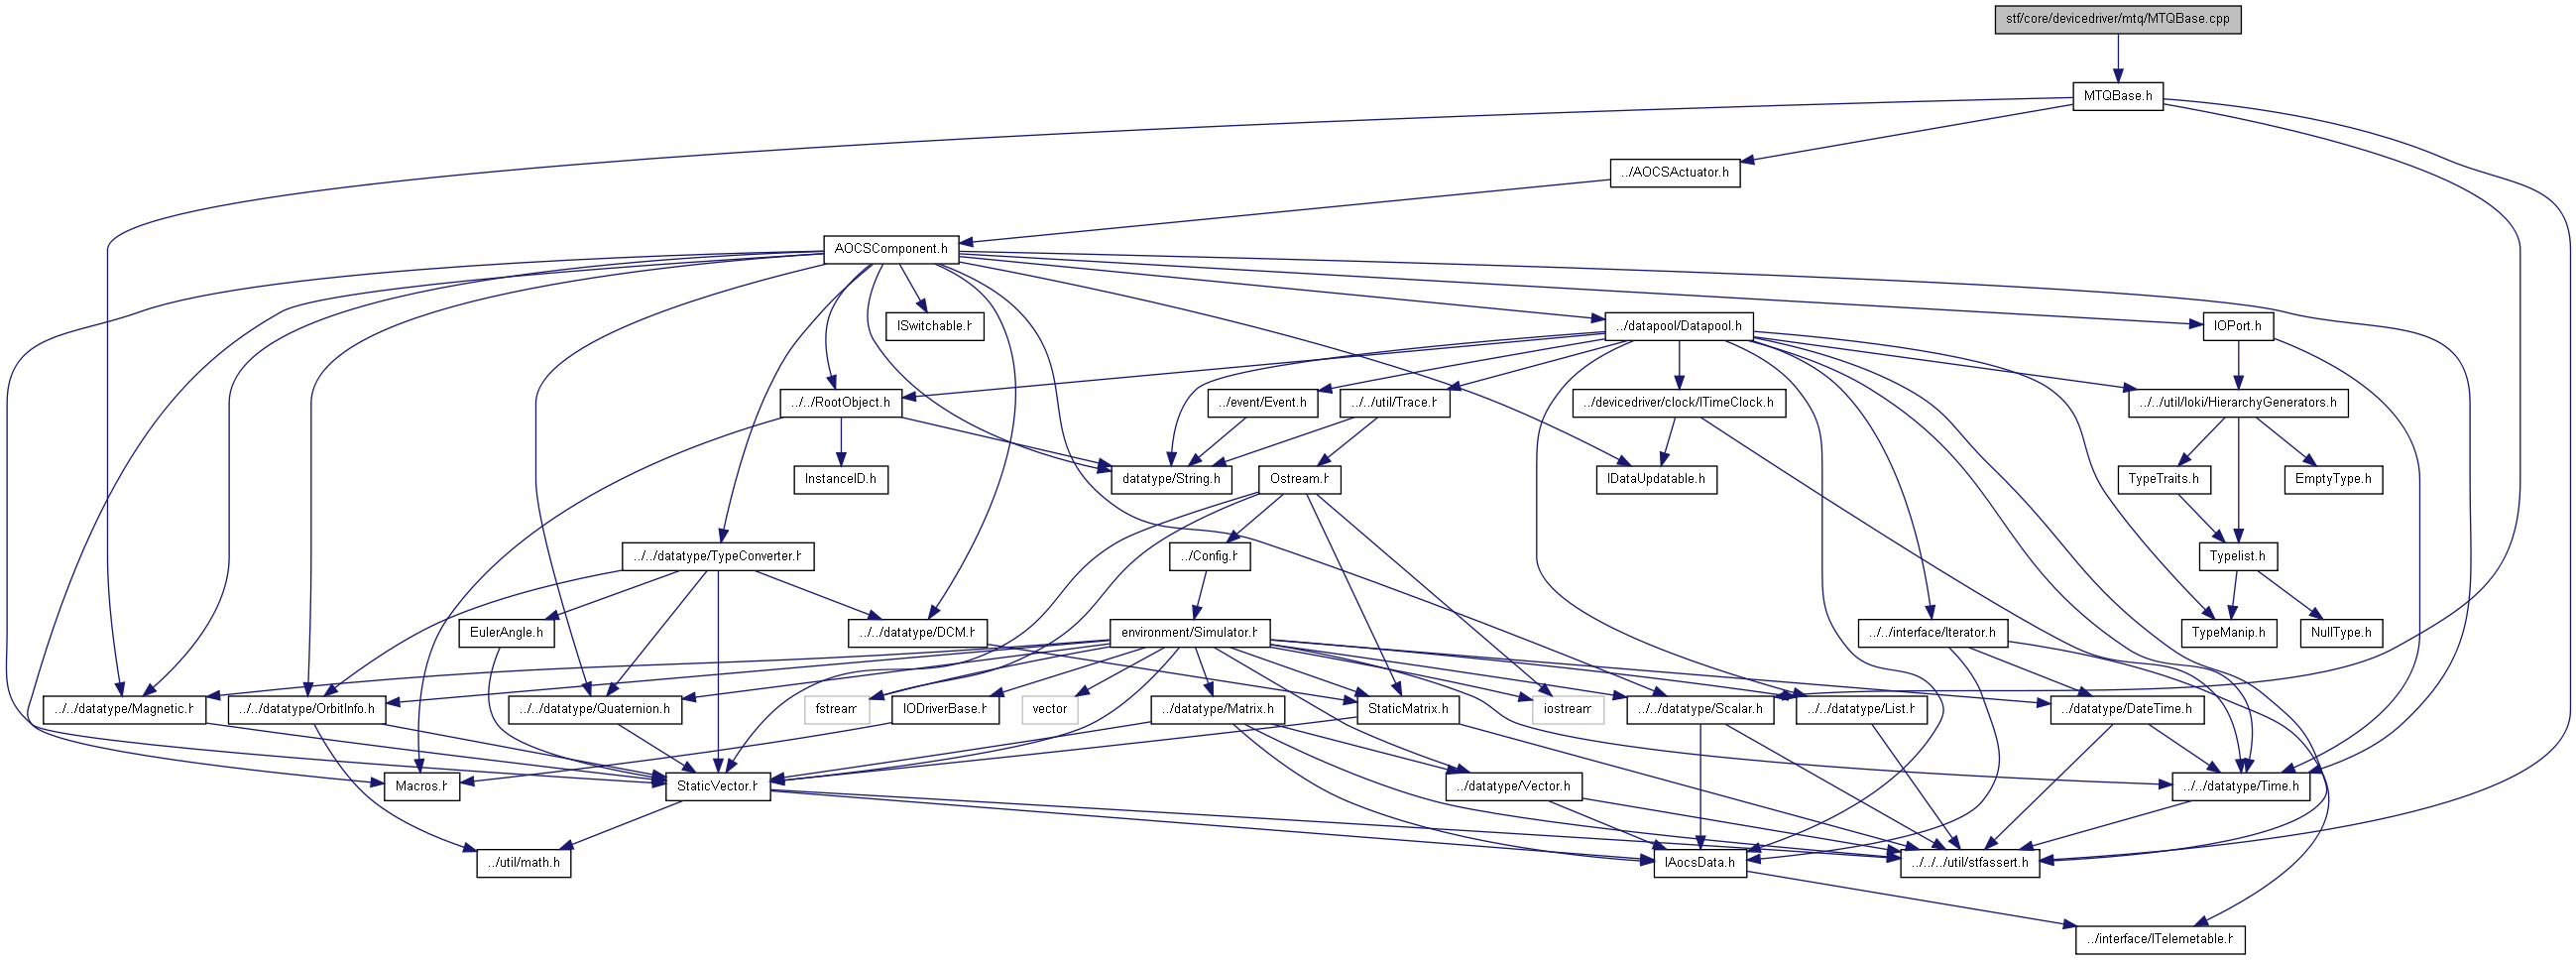 stf/core/devicedriver/mtq/MTQBase.cpp
MTQBase.h
../AOCSActuator.h
AOCSComponent.h
ISwitchable.h
../datapool/Datapool.h
IOPort.h
../../RootObject.h
../event/Event.h
../../util/Trace.h
../devicedriver/clock/ITimeClock.h
../../util/loki/HierarchyGenerators.h
InstanceID.h
datatype/String.h
Ostream.h
IDataUpdatable.h
TypeTraits.h
EmptyType.h
../../datatype/TypeConverter.h
../Config.h
Typelist.h
EulerAngle.h
../../datatype/DCM.h
environment/Simulator.h
../../interface/Iterator.h
TypeManip.h
NullType.h
../../datatype/Magnetic.h
../../datatype/OrbitInfo.h
../../datatype/Quaternion.h
fstream
IODriverBase.h
vector
../datatype/Matrix.h
StaticMatrix.h
iostream
../../datatype/Scalar.h
../../datatype/List.h
../datatype/DateTime.h
Macros.h
StaticVector.h
../datatype/Vector.h
../../datatype/Time.h
../util/math.h
IAocsData.h
../../../util/stfassert.h
../interface/ITelemetable.h